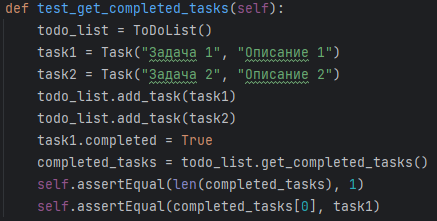 def test_get_completed_tasks(self):
    todo_list = ToDoList()
    task1 = Task("Задача 1", "Описание 1")
    task2 = Task("Задача 2", "Описание 2")
    todo_list.add_task(task1)
    todo_list.add_task(task2)
    task1.completed = True
    completed_tasks = todo_list.get_completed_tasks()
    self.assertEqual(len(completed_tasks), 1)
    self.assertEqual(completed_tasks[0], task1)